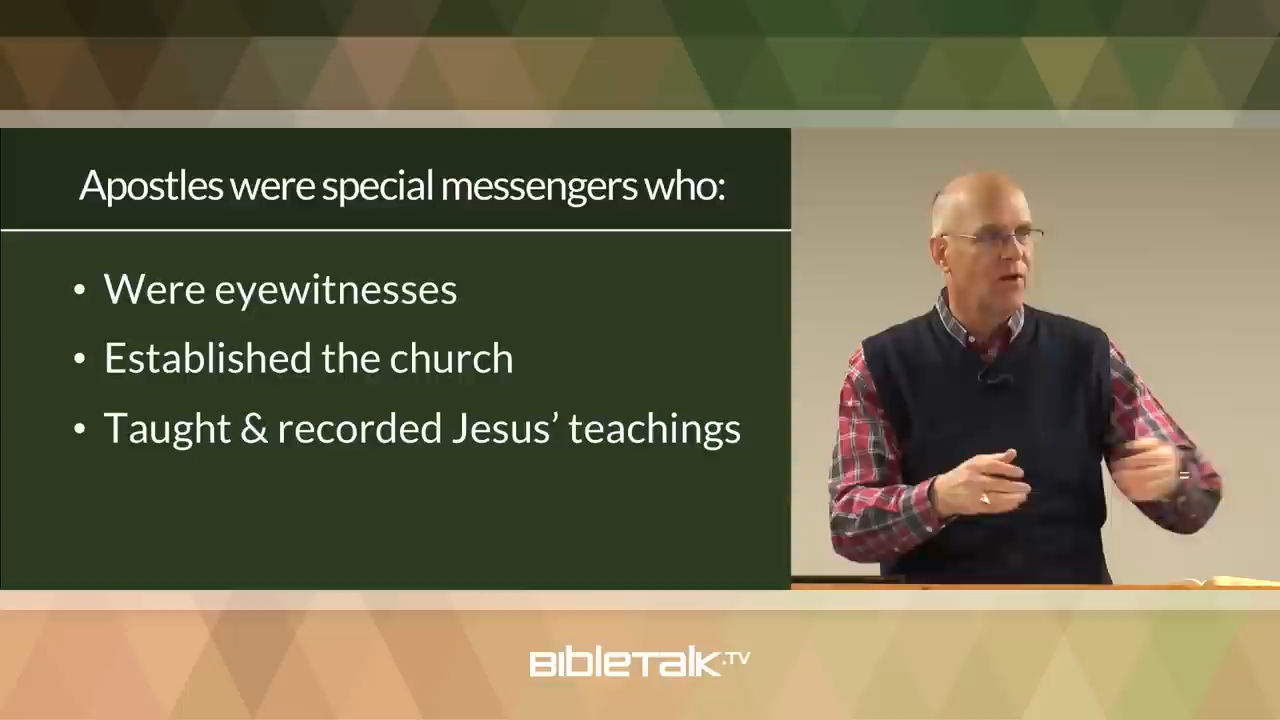 Apostles were special messengers who:
• Were eyewitnesses
• Established the church
• Taught & recorded Jesus’ teachings
BibleTalk.TV